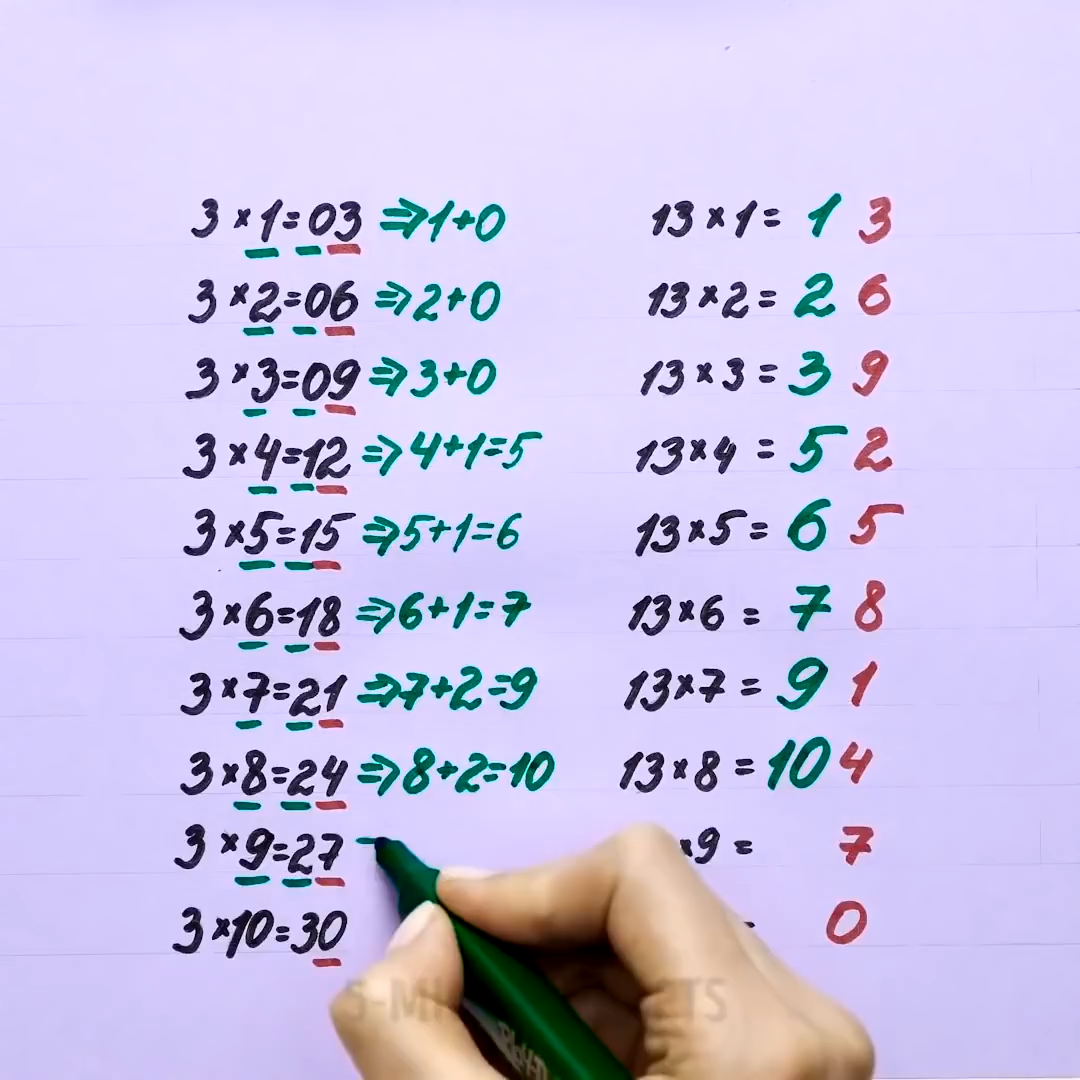 3 × 1 = 03 ⇒ 1+0 13 × 1 = 1 3
3 × 2 = 06 ⇒ 2+0 13 × 2 = 2 6
3 × 3 = 09 ⇒ 3+0 13 × 3 = 3 9
3 × 4 = 12 ⇒ 4+1=5 13 × 4 = 5 2
3 × 5 = 15 ⇒ 5+1=6 13 × 5 = 6 5
3 × 6 = 18 ⇒ 6+1=7 13 × 6 = 7 8
3 × 7 = 21 ⇒ 7+2=9 13 × 7 = 9 1
3 × 8 = 24 ⇒ 8+2=10 13 × 8 = 10 4
3 × 9 = 27 × 9 = 7
3 × 10 = 30 0